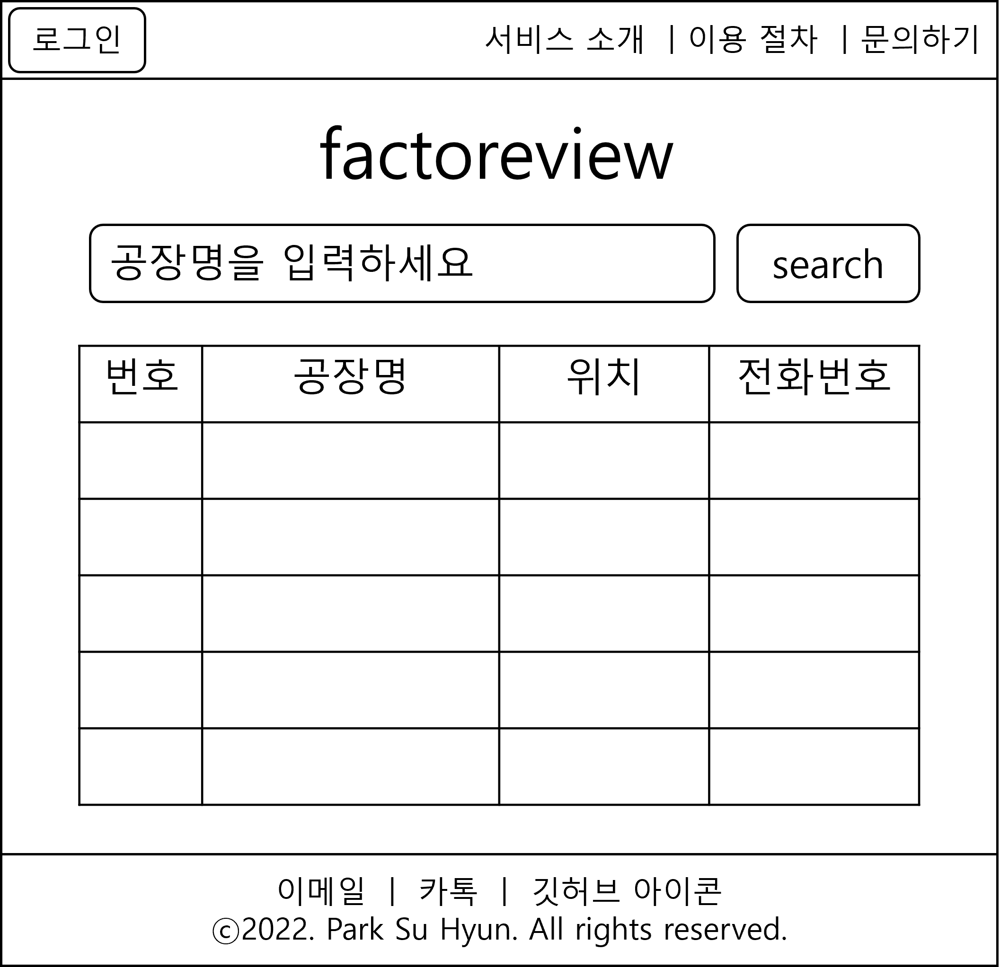 로그인
서비스 소개 ㅣ이용 절차 ㅣ문의하기
factoreview
공장명을 입력하세요
search
번호 공장명 위치 전화번호
이메일 ㅣ 카톡 ㅣ 깃허브 아이콘
ⓒ2022. Park Su Hyun. All rights reserved.